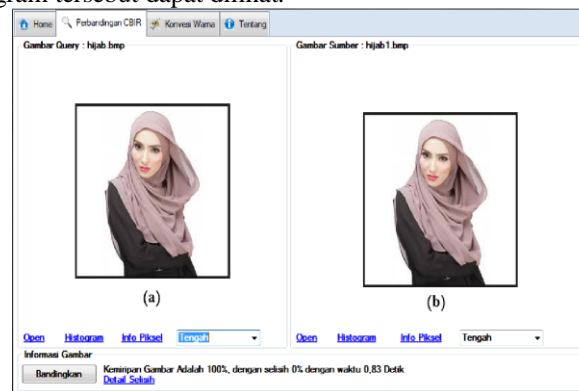 gram tersebut dapat dilihat.
Home Perbandingan CBIR Konversi Warna Tentang
Gambar Query : hijab.bmp Gambar Sumber : hijab1.bmp
(a) (b)
Open Histogram Info Piksel Tengah Open Histogram Info Piksel Tengah
Informasi Gambar
Bandingkan Kemiripan Gambar Adalah 100%, dengan selisih 0% dengan waktu 0,83 Detik
Detail Selisih